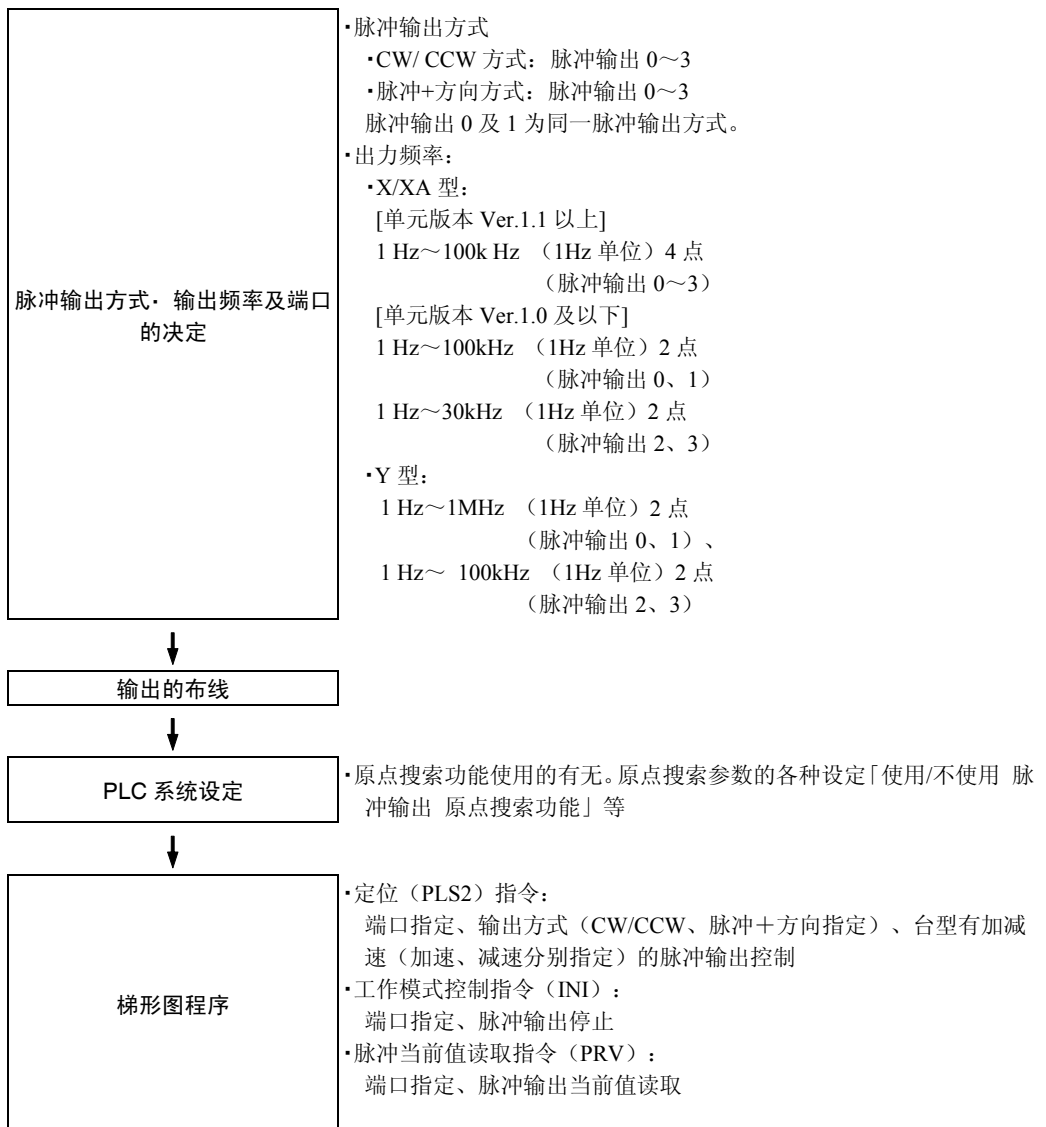 脉冲输出方式・输出频率及端口
的决定
・脉冲输出方式
・CW/ CCW 方式：脉冲输出 0～3
・脉冲+方向方式：脉冲输出 0～3
脉冲输出 0 及 1 为同一脉冲输出方式。
・出力频率：
・X/XA 型：
[单元版本 Ver.1.1 以上]
1 Hz～100k Hz （1Hz 单位）4 点
（脉冲输出 0～3）
[单元版本 Ver.1.0 及以下]
1 Hz～100kHz （1Hz 单位）2 点
（脉冲输出 0、1）
1 Hz～30kHz （1Hz 单位）2 点
（脉冲输出 2、3）
・Y 型：
1 Hz～1MHz （1Hz 单位）2 点
（脉冲输出 0、1）、
1 Hz～ 100kHz （1Hz 单位）2 点
（脉冲输出 2、3）
输出的布线
PLC 系统设定
・原点搜索功能使用的有无。原点搜索参数的各种设定「使用/不使用 脉
冲输出 原点搜索功能」等
梯形图程序
・定位（PLS2）指令：
端口指定、输出方式（CW/CCW、脉冲＋方向指定）、台型有加减
速（加速、减速分别指定）的脉冲输出控制
・工作模式控制指令（INI）：
端口指定、脉冲输出停止
・脉冲当前值读取指令（PRV）：
端口指定、脉冲输出当前值读取